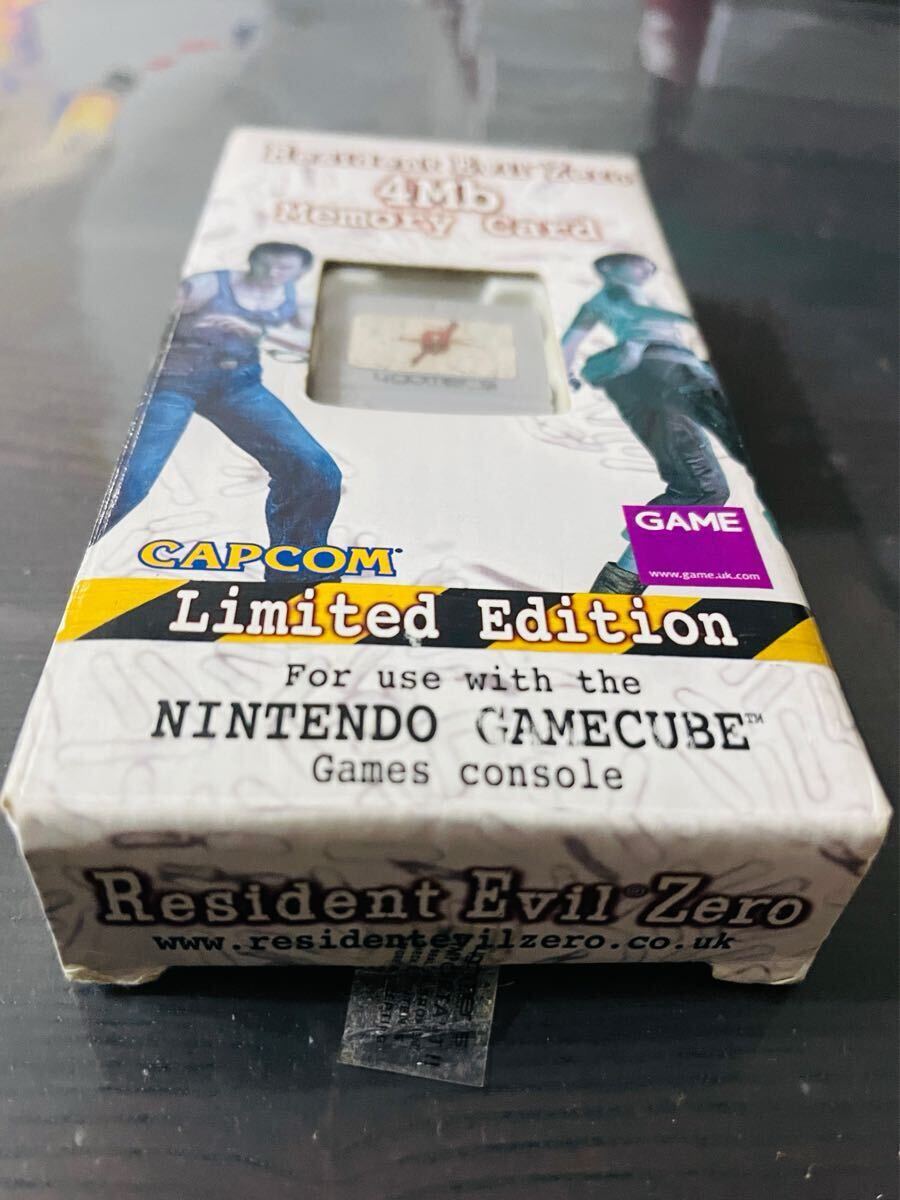 Resident Evil Zero
4Mb
Memory Card
GAME
www.game.uk.com
CAPCOM
Limited Edition
For use with the
NINTENDO GAMECUBE™
Games console
Resident Evil® Zero
www.residentevilzero.co.uk